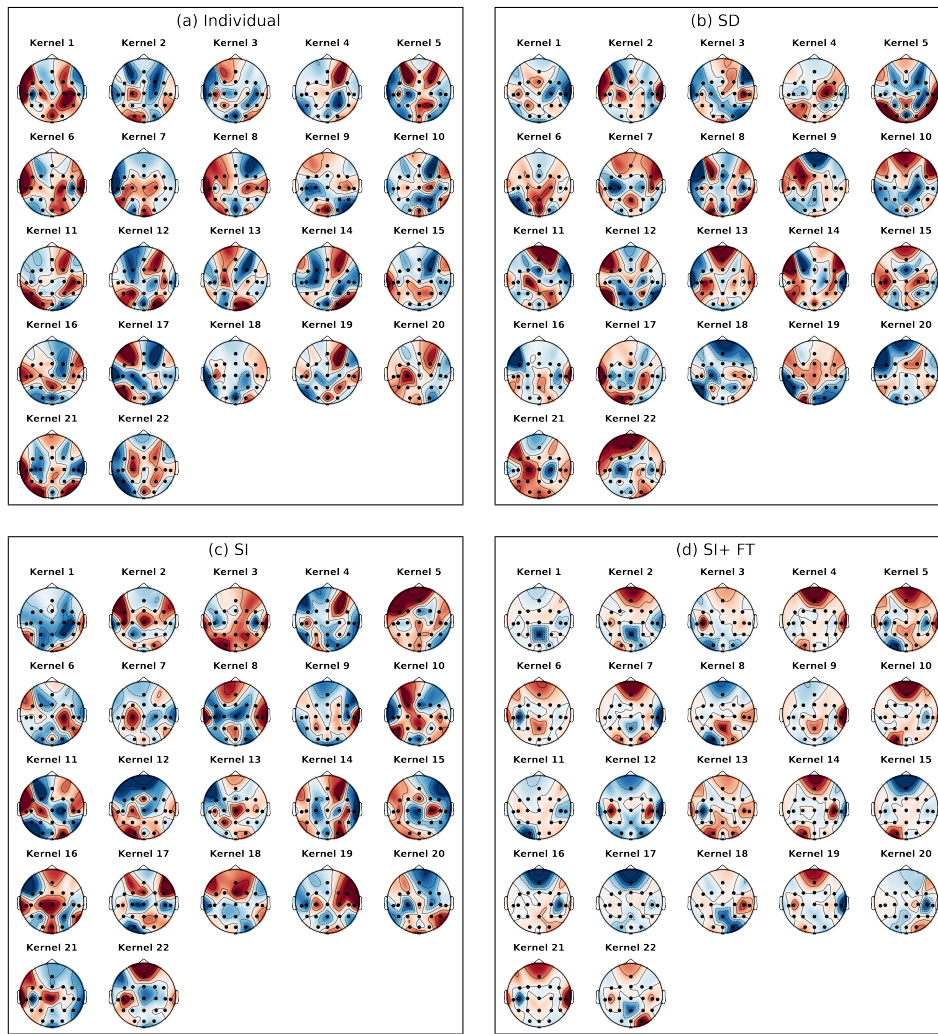 (a) Individual
Kernel 1 Kernel 2 Kernel 3 Kernel 4 Kernel 5
Kernel 6 Kernel 7 Kernel 8 Kernel 9 Kernel 10
Kernel 11 Kernel 12 Kernel 13 Kernel 14 Kernel 15
Kernel 16 Kernel 17 Kernel 18 Kernel 19 Kernel 20
Kernel 21 Kernel 22
(b) SD
Kernel 1 Kernel 2 Kernel 3 Kernel 4 Kernel 5
Kernel 6 Kernel 7 Kernel 8 Kernel 9 Kernel 10
Kernel 11 Kernel 12 Kernel 13 Kernel 14 Kernel 15
Kernel 16 Kernel 17 Kernel 18 Kernel 19 Kernel 20
Kernel 21 Kernel 22
(c) SI
Kernel 1 Kernel 2 Kernel 3 Kernel 4 Kernel 5
Kernel 6 Kernel 7 Kernel 8 Kernel 9 Kernel 10
Kernel 11 Kernel 12 Kernel 13 Kernel 14 Kernel 15
Kernel 16 Kernel 17 Kernel 18 Kernel 19 Kernel 20
Kernel 21 Kernel 22
(d) SI+ FT
Kernel 1 Kernel 2 Kernel 3 Kernel 4 Kernel 5
Kernel 6 Kernel 7 Kernel 8 Kernel 9 Kernel 10
Kernel 11 Kernel 12 Kernel 13 Kernel 14 Kernel 15
Kernel 16 Kernel 17 Kernel 18 Kernel 19 Kernel 20
Kernel 21 Kernel 22